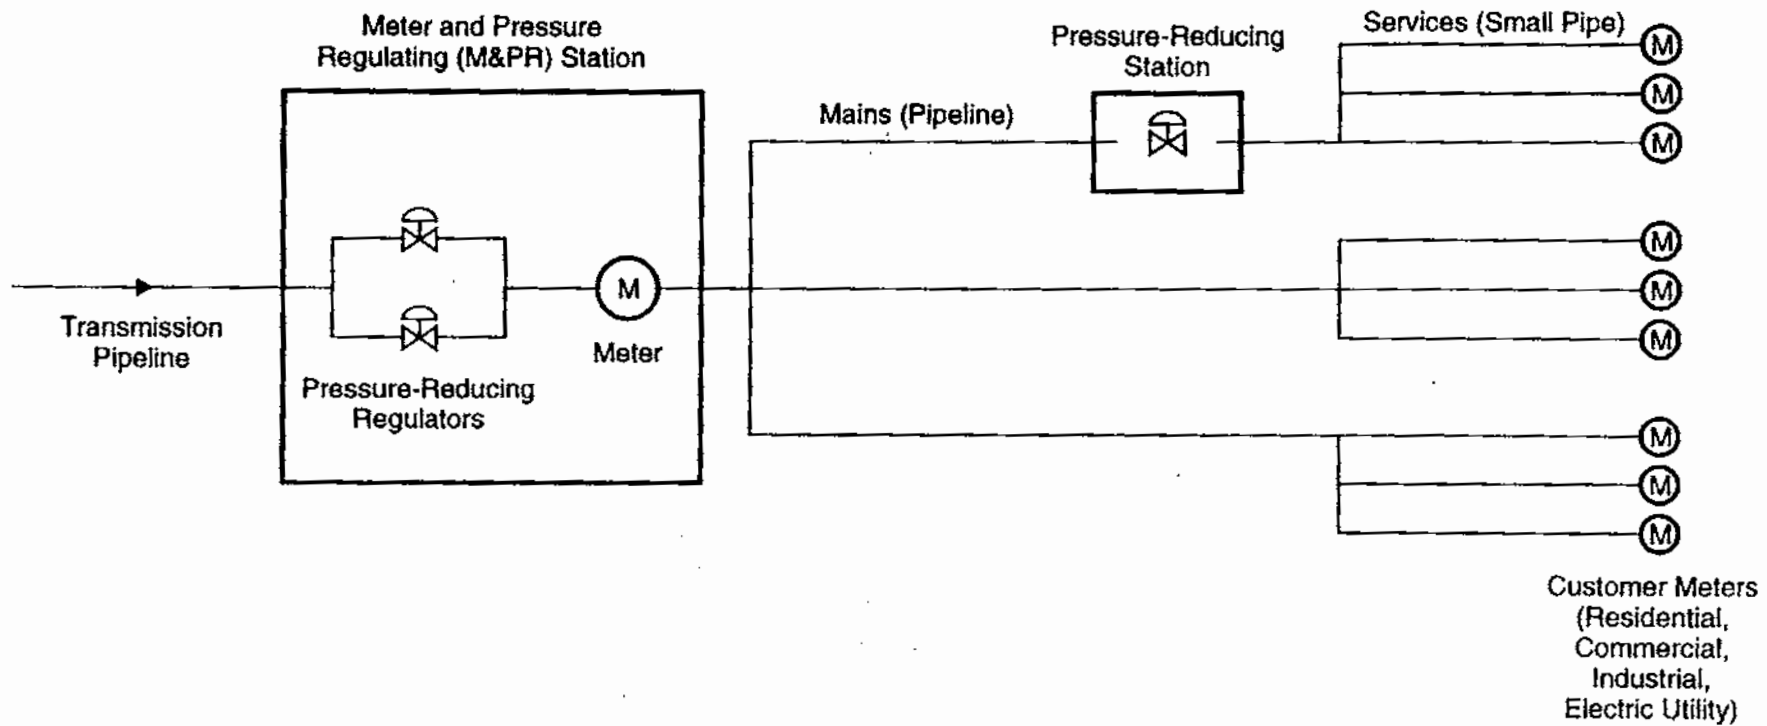 Meter and Pressure
Regulating (M&PR) Station
Pressure-Reducing
Station
Services (Small Pipe)
M
M
M
Mains (Pipeline)
M
M
M
M
Meter
Transmission
Pipeline
Pressure-Reducing
Regulators
M
M
M
Customer Meters
(Residential,
Commercial,
Industrial,
Electric Utility)